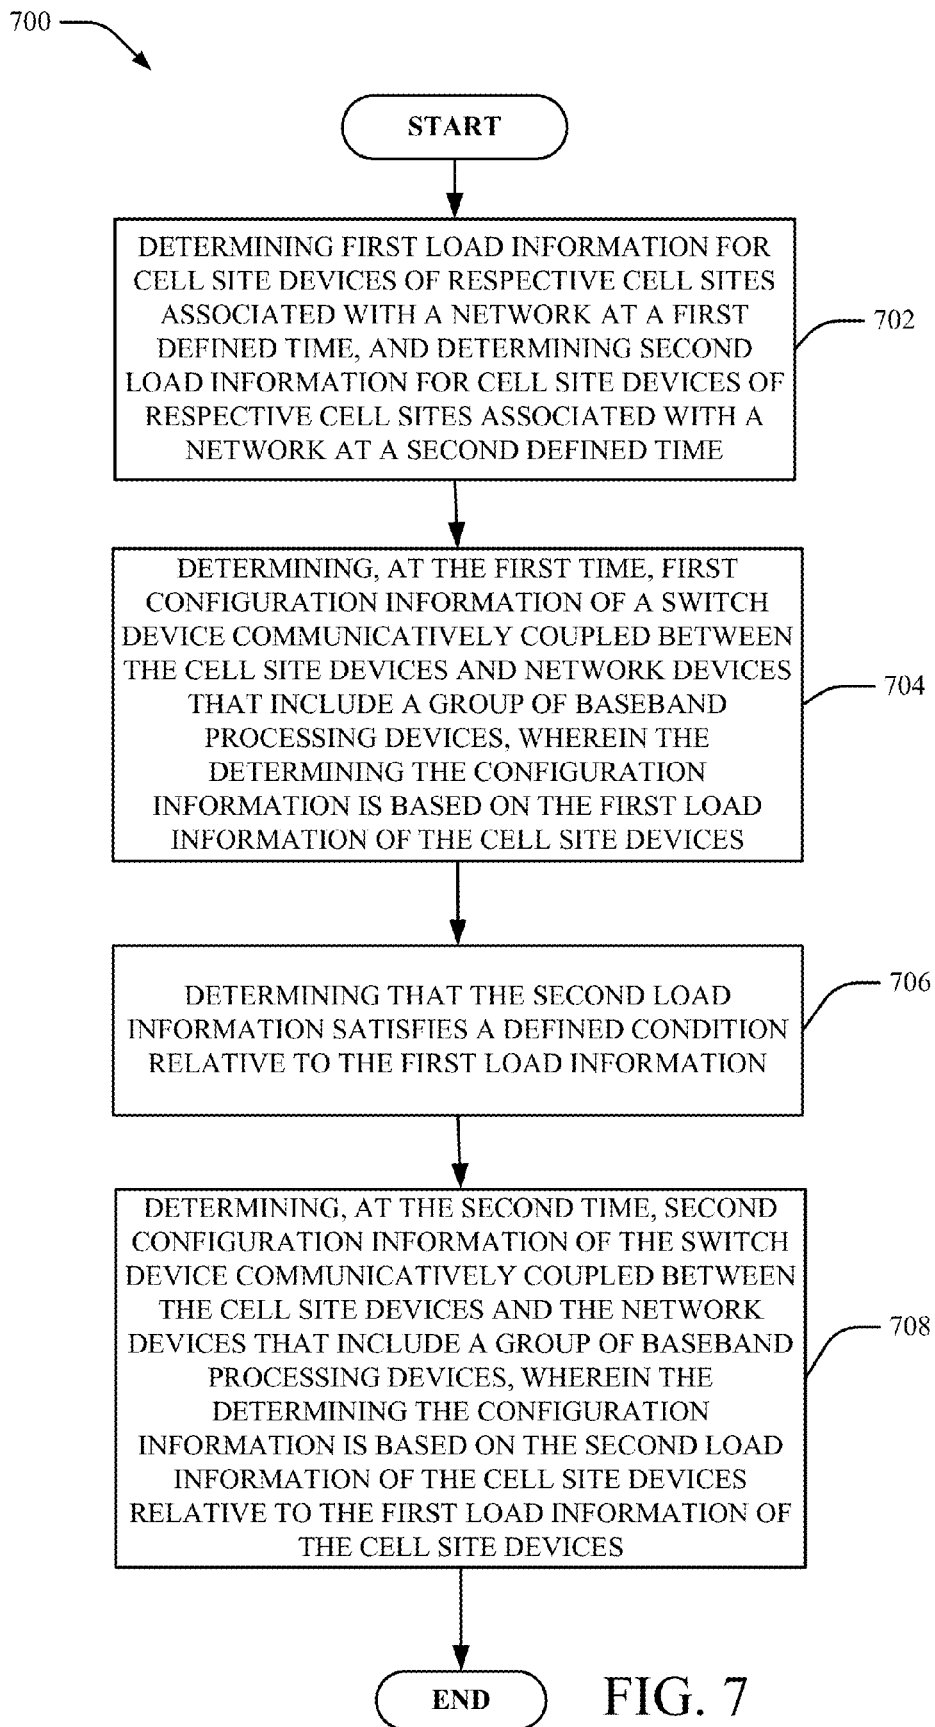 700
START
DETERMINING FIRST LOAD INFORMATION FOR
CELL SITE DEVICES OF RESPECTIVE CELL SITES
ASSOCIATED WITH A NETWORK AT A FIRST
DEFINED TIME, AND DETERMINING SECOND
LOAD INFORMATION FOR CELL SITE DEVICES OF
RESPECTIVE CELL SITES ASSOCIATED WITH A
NETWORK AT A SECOND DEFINED TIME
702
DETERMINING, AT THE FIRST TIME, FIRST
CONFIGURATION INFORMATION OF A SWITCH
DEVICE COMMUNICATIVELY COUPLED BETWEEN
THE CELL SITE DEVICES AND NETWORK DEVICES
THAT INCLUDE A GROUP OF BASEBAND
PROCESSING DEVICES, WHEREIN THE
DETERMINING THE CONFIGURATION
INFORMATION IS BASED ON THE FIRST LOAD
INFORMATION OF THE CELL SITE DEVICES
704
DETERMINING THAT THE SECOND LOAD
INFORMATION SATISFIES A DEFINED CONDITION
RELATIVE TO THE FIRST LOAD INFORMATION
706
DETERMINING, AT THE SECOND TIME, SECOND
CONFIGURATION INFORMATION OF THE SWITCH
DEVICE COMMUNICATIVELY COUPLED BETWEEN
THE CELL SITE DEVICES AND THE NETWORK
DEVICES THAT INCLUDE A GROUP OF BASEBAND
PROCESSING DEVICES, WHEREIN THE
DETERMINING THE CONFIGURATION
INFORMATION IS BASED ON THE SECOND LOAD
INFORMATION OF THE CELL SITE DEVICES
RELATIVE TO THE FIRST LOAD INFORMATION OF
THE CELL SITE DEVICES
708
END
FIG. 7